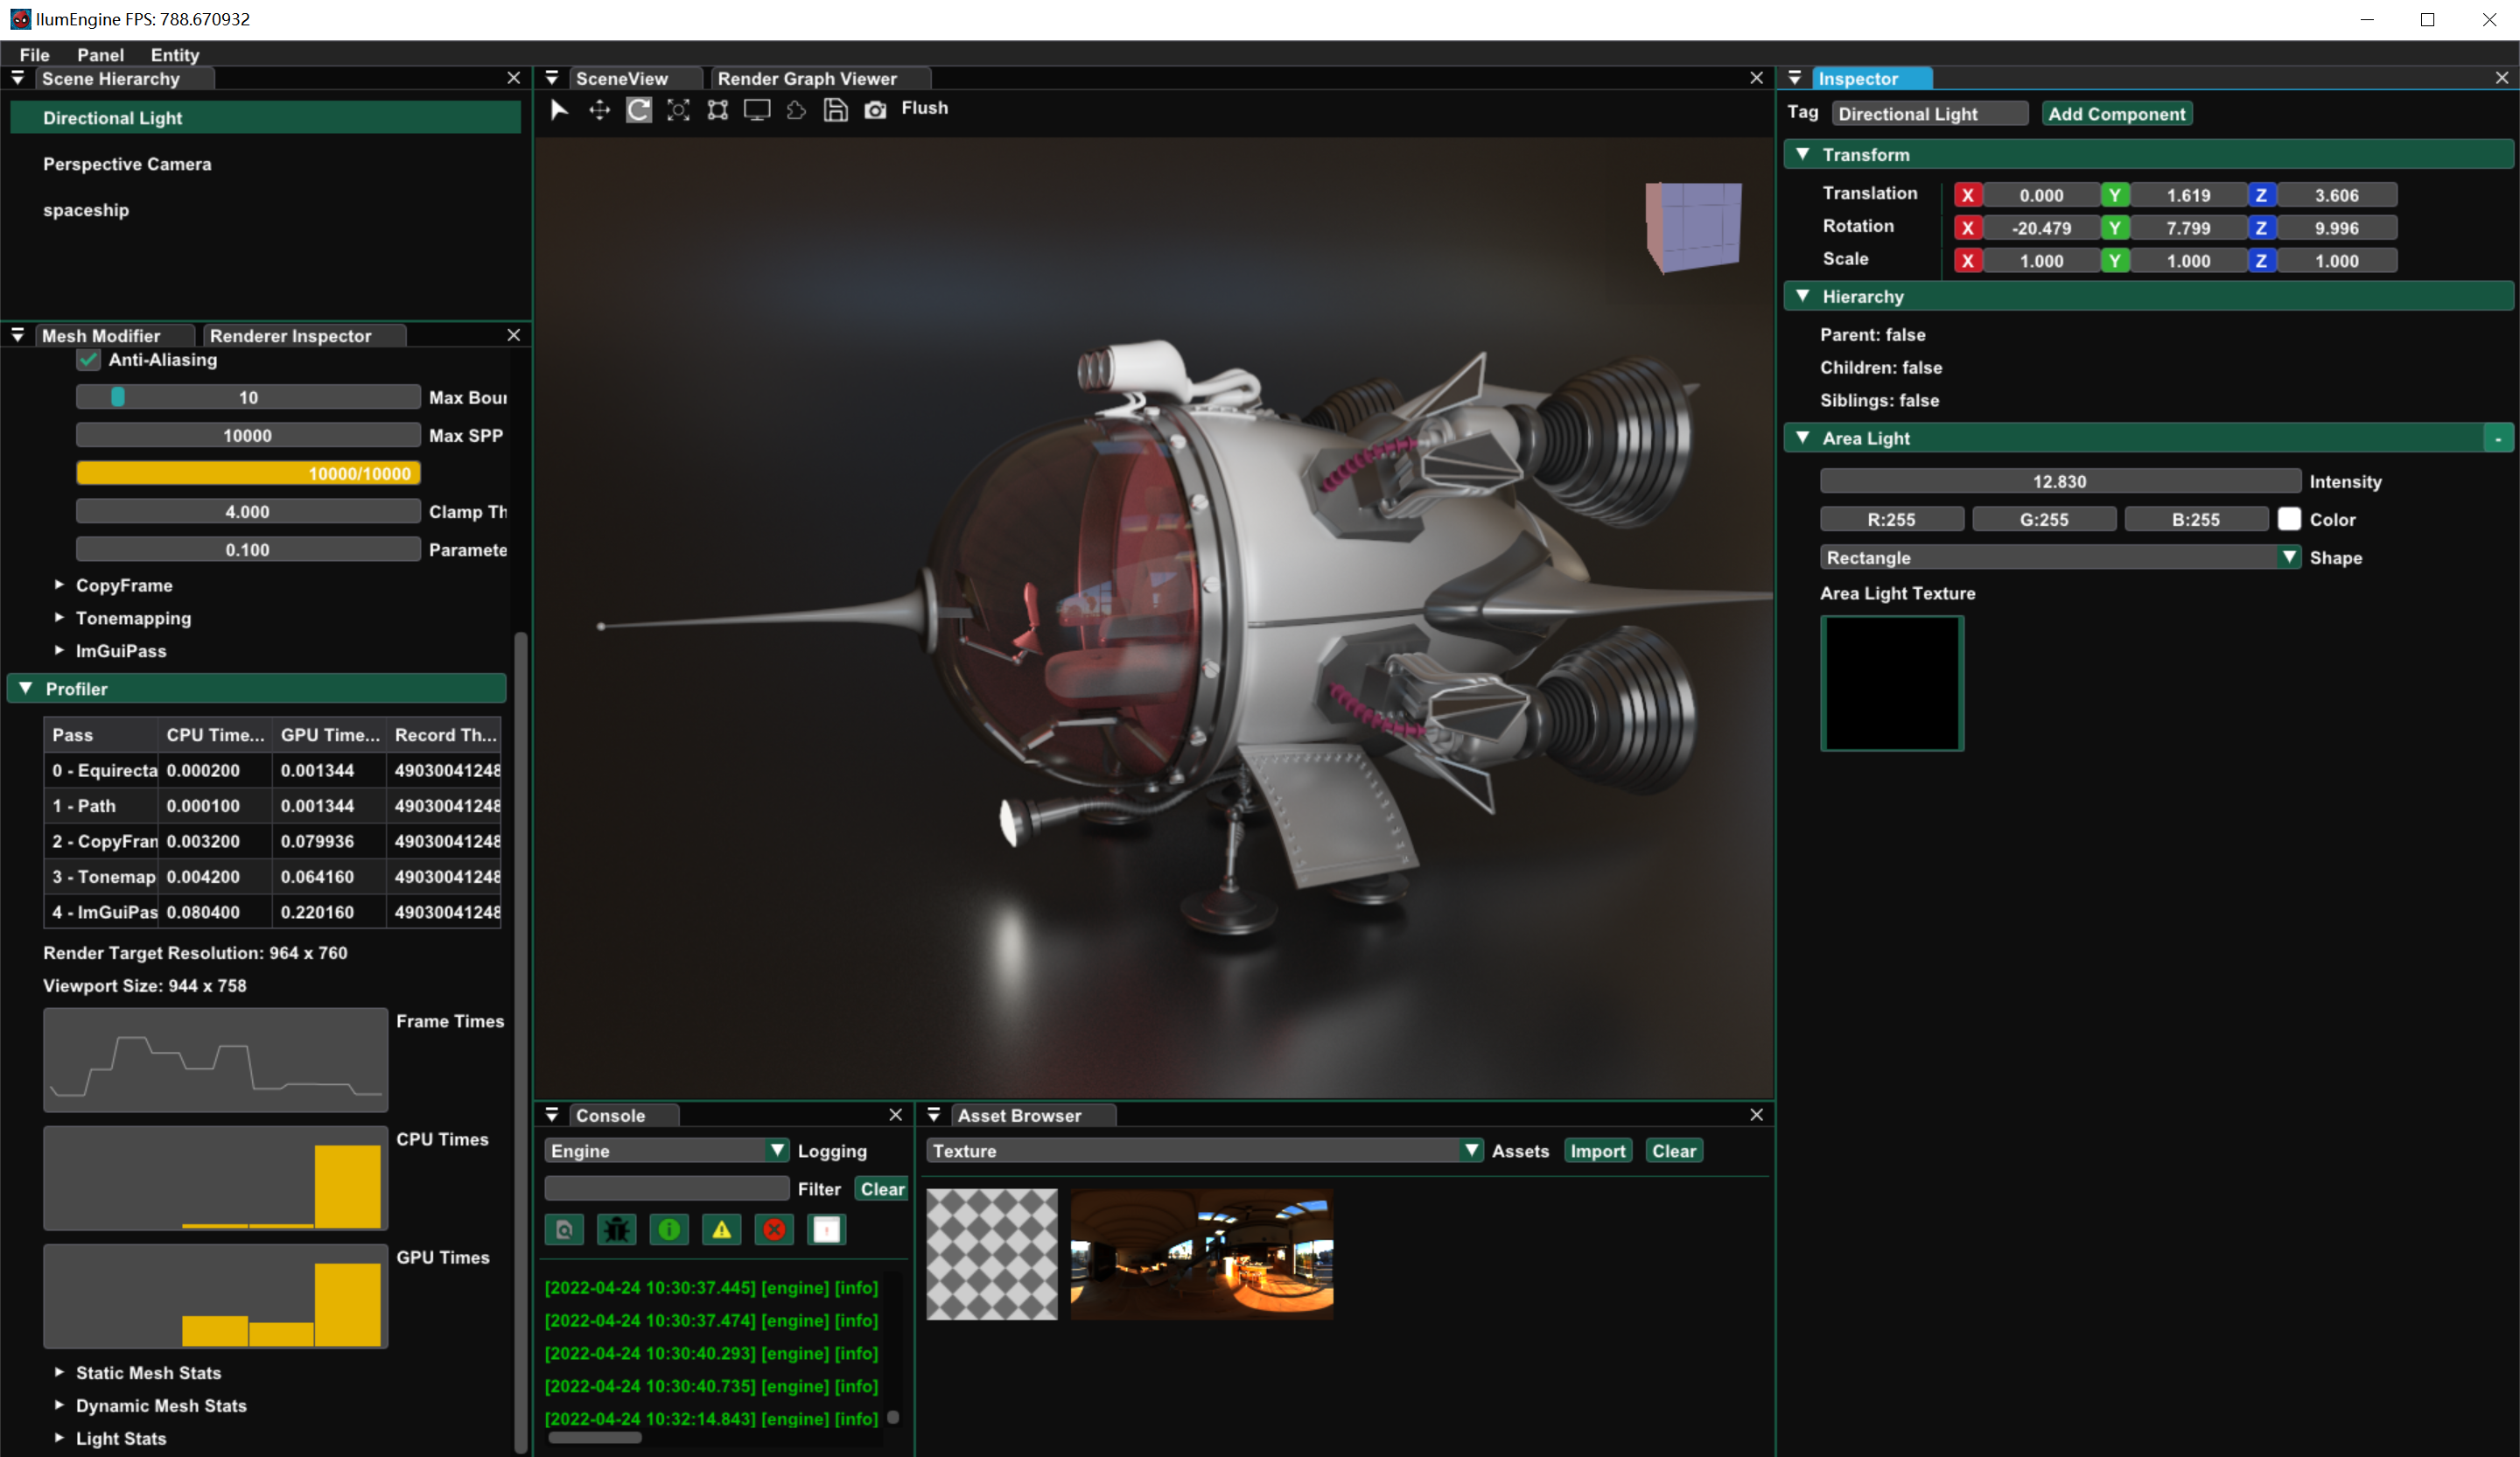 IlumEngine FPS: 788.670932
File Panel Entity
Scene Hierarchy
Directional Light
Perspective Camera
spaceship
Mesh Modifier Renderer Inspector
Anti-Aliasing
10 Max Boun
10000 Max SPP
10000/10000
4.000 Clamp Th
0.100 Paramete
CopyFrame
Tonemapping
ImGuiPass
Profiler
Pass CPU Time... GPU Time... Record Th...
0 - Equirecta 0.000200 0.001344 49030041248
1 - Path 0.000100 0.001344 49030041248
2 - CopyFran 0.003200 0.079936 49030041248
3 - Tonemap 0.004200 0.064160 49030041248
4 - ImGuiPas 0.080400 0.220160 49030041248
Render Target Resolution: 964 x 760
Viewport Size: 944 x 758
Frame Times
CPU Times
GPU Times
Static Mesh Stats
Dynamic Mesh Stats
Light Stats
SceneView Render Graph Viewer
Flush
Console
Engine Logging
Filter Clear
[2022-04-24 10:30:37.445] [engine] [info]
[2022-04-24 10:30:37.474] [engine] [info]
[2022-04-24 10:30:40.293] [engine] [info]
[2022-04-24 10:30:40.735] [engine] [info]
[2022-04-24 10:32:14.843] [engine] [info]
Asset Browser
Texture Assets Import Clear
Inspector
Tag Directional Light Add Component
Transform
Translation X 0.000 Y 1.619 Z 3.606
Rotation X -20.479 Y 7.799 Z 9.996
Scale X 1.000 Y 1.000 Z 1.000
Hierarchy
Parent: false
Children: false
Siblings: false
Area Light -
12.830 Intensity
R:255 G:255 B:255 Color
Rectangle Shape
Area Light Texture